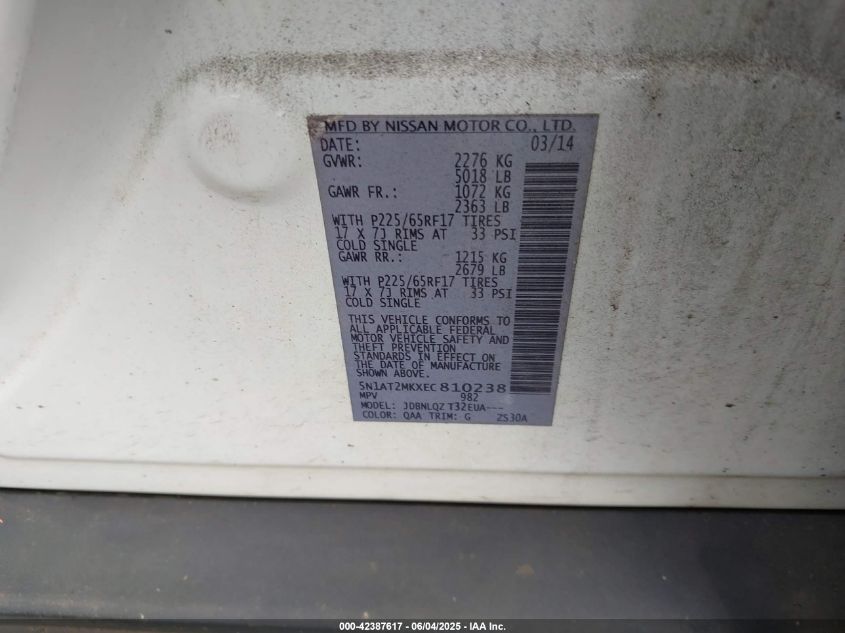 MFD BY NISSAN MOTOR CO., LTD.
DATE: 03/14
GVWR: 2276 KG
5018 LB
GAWR FR.: 1072 KG
2363 LB
WITH P225/65RF17 TIRES
17 X 7J RIMS AT 33 PSI
COLD SINGLE
GAWR RR.: 1215 KG
2679 LB
WITH P225/65RF17 TIRES
17 X 7J RIMS AT 33 PSI
COLD SINGLE
THIS VEHICLE CONFORMS TO
ALL APPLICABLE FEDERAL
MOTOR VEHICLE SAFETY AND
THEFT PREVENTION
STANDARDS IN EFFECT ON
THE DATE OF MANUFACTURE
SHOWN ABOVE.
5N1AT2MKXEC810238
MPV 982
MODEL: JDBNLQZ T32EUA---
COLOR: QAA TRIM: G ZS30A
000-42387617 - 06/04/2025 - IAA Inc.